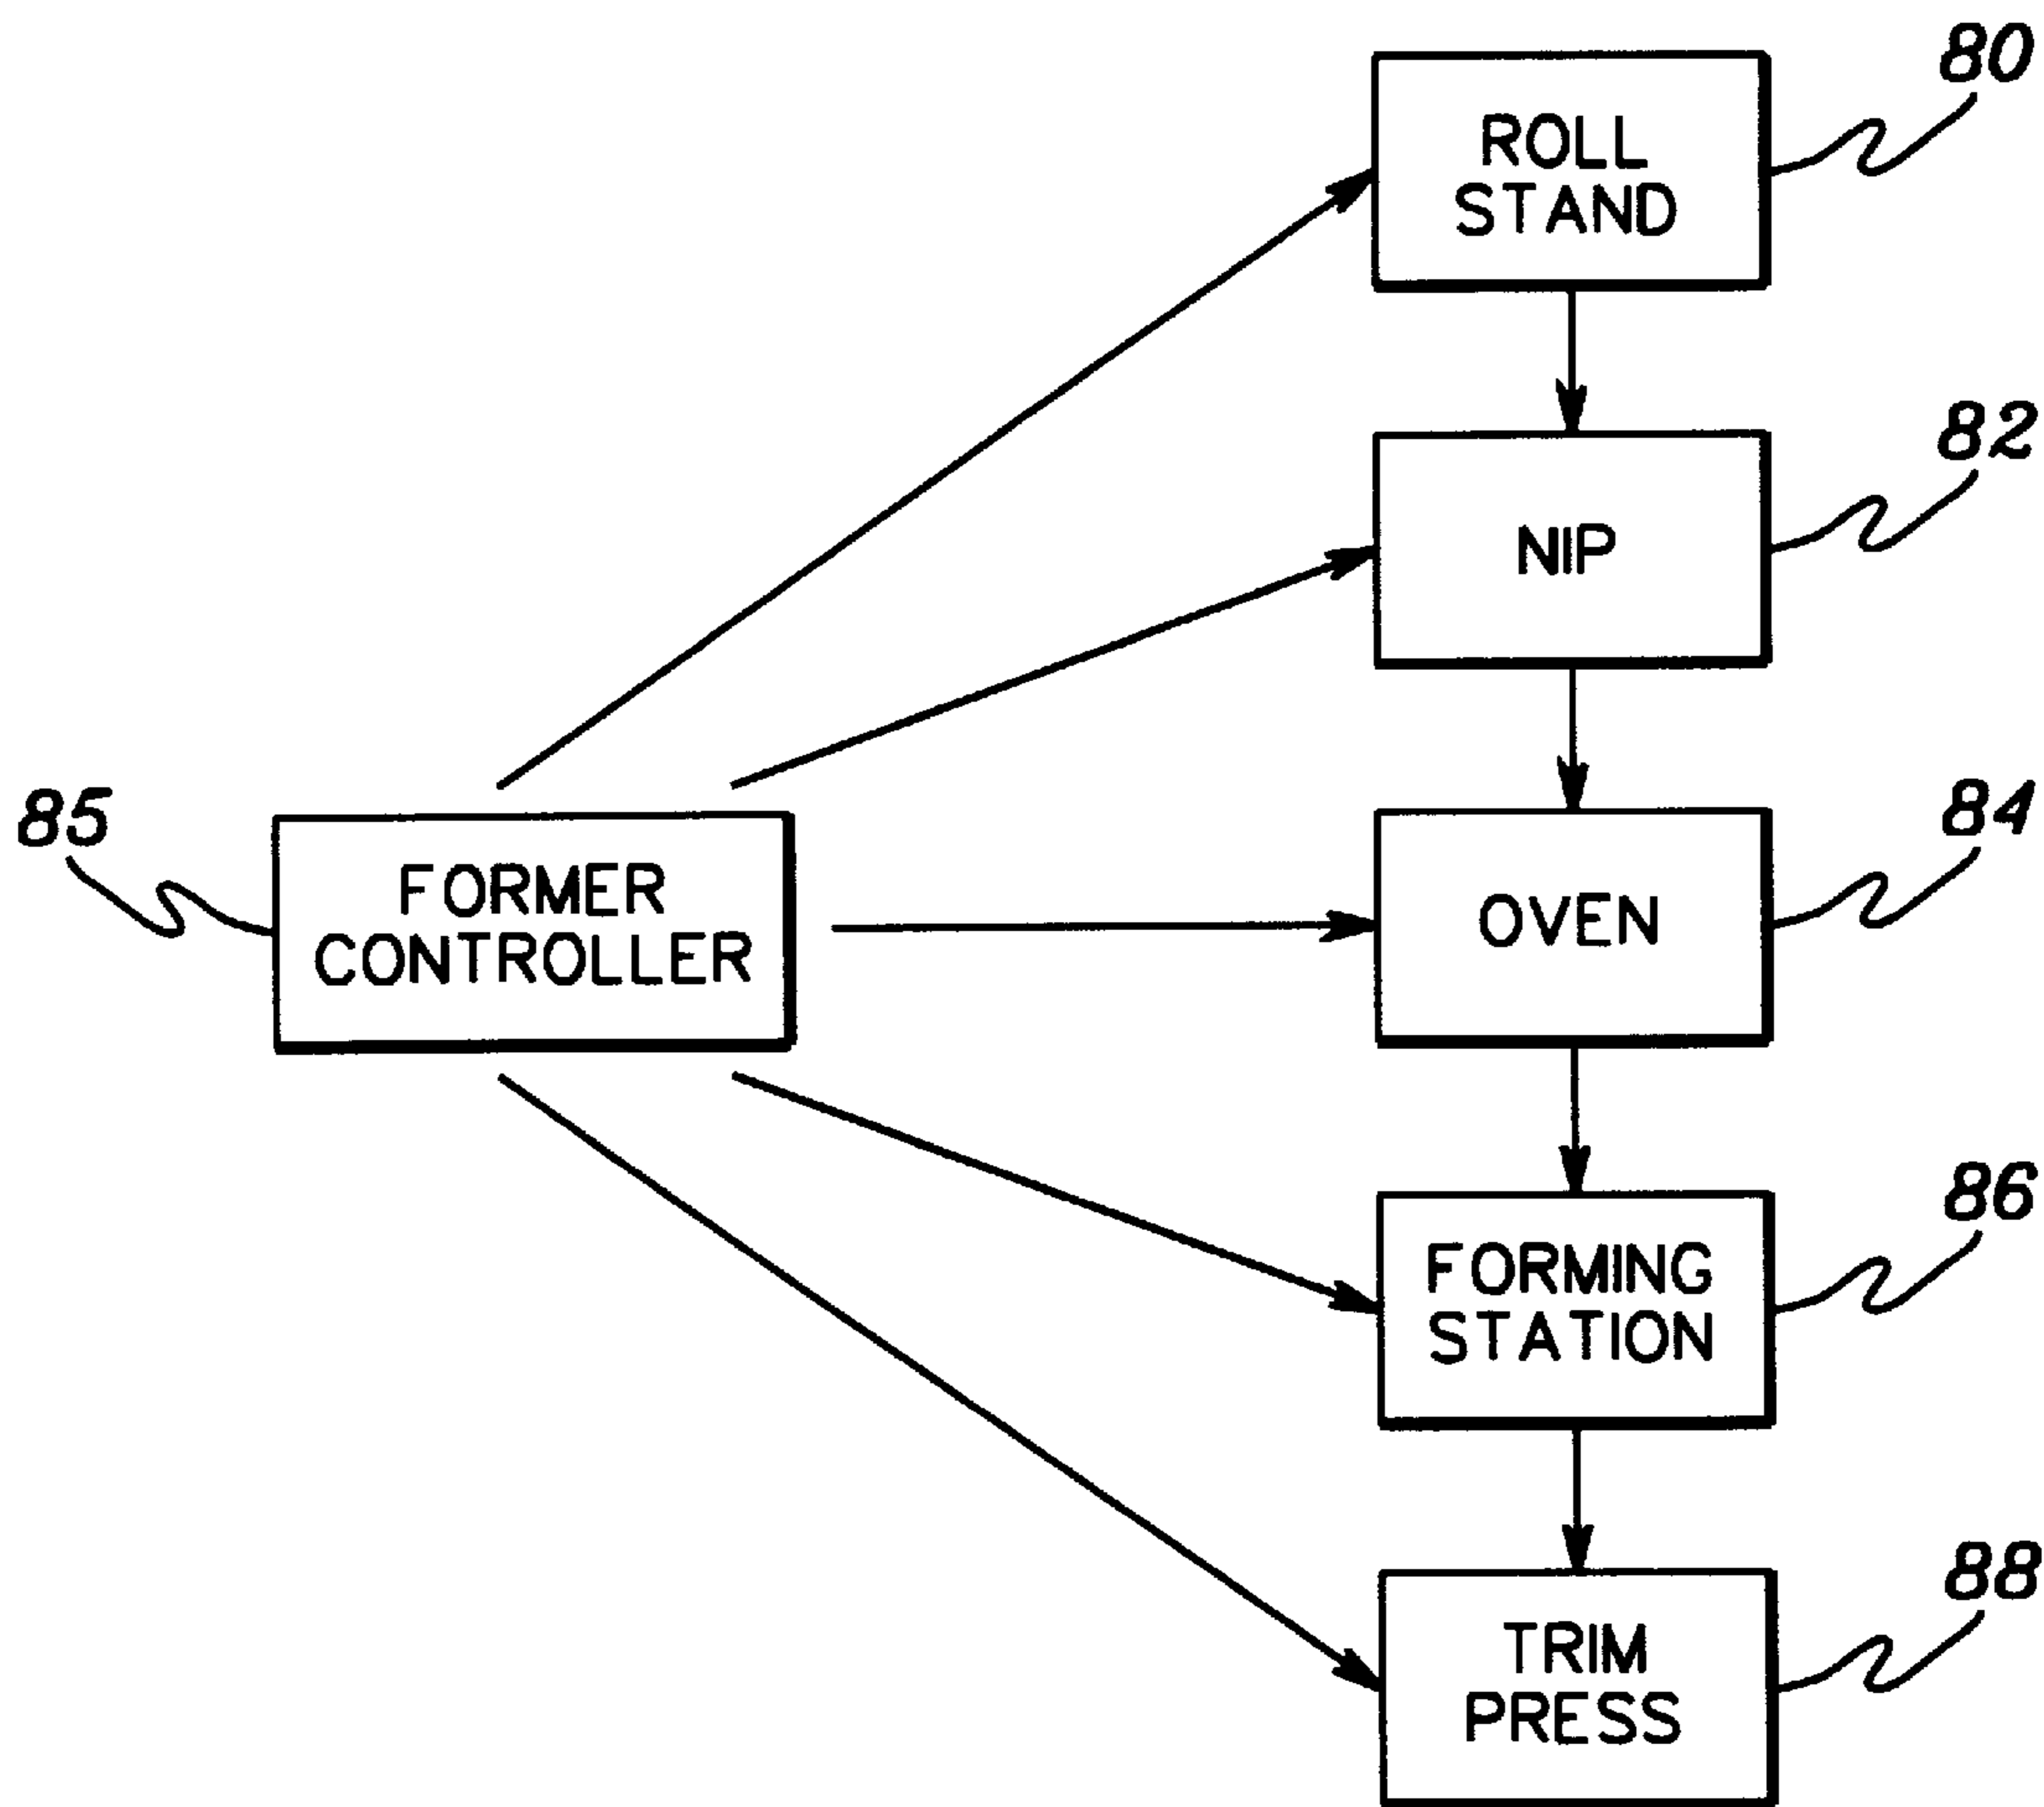 80
ROLL
STAND
82
NIP
85
84
FORMER
CONTROLLER
OVEN
86
FORMING
STATION
88
TRIM
PRESS